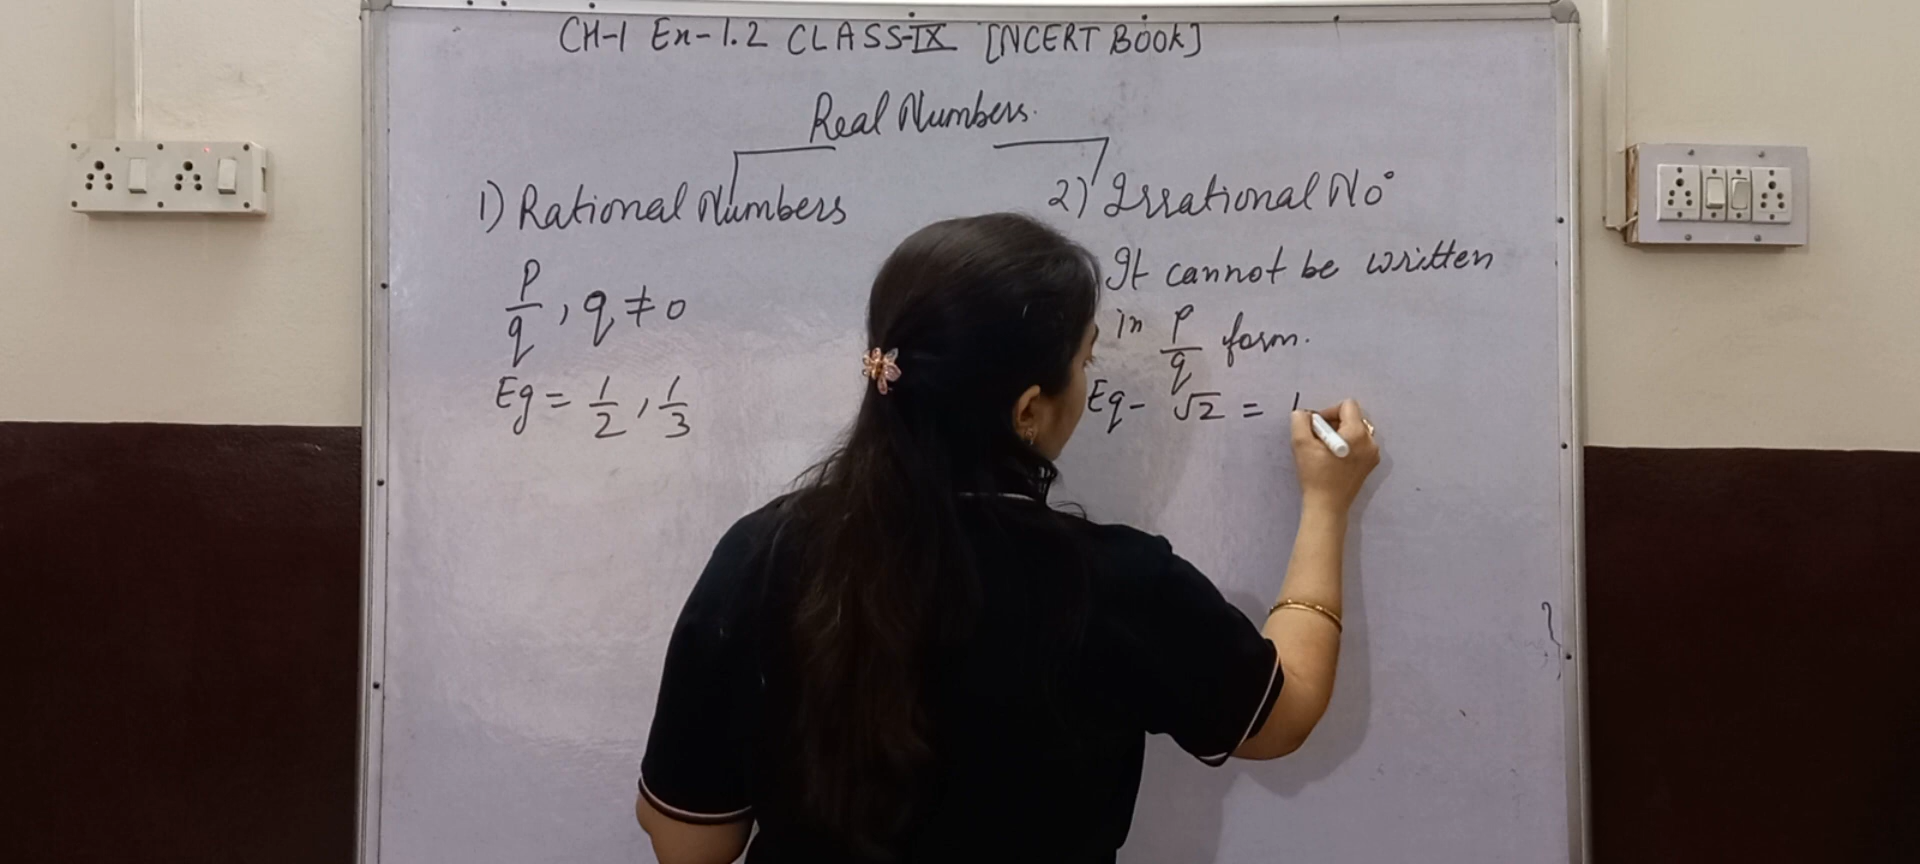 CH-1 Ex-1.2 CLASS-IX [NCERT BOOK]
Real Numbers.
1) Rational Numbers
p/q, q ≠ 0
Eg = 1/2, 1/3
2) Irrational No°
It cannot be written
in p/q form.
Eg- √2 = 1